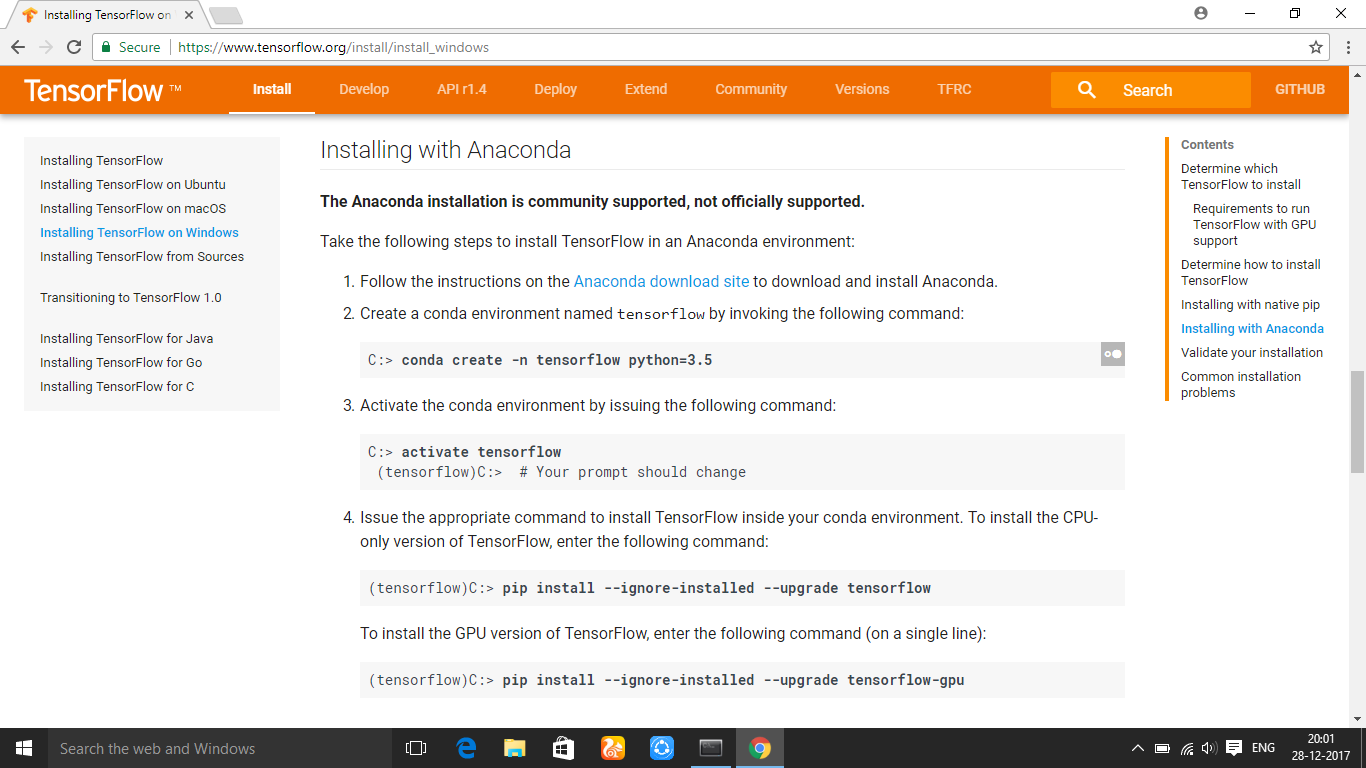 Installing TensorFlow on
Secure
https://www.tensorflow.org/install/install_windows
TensorFlow ™
Install
Develop
API r1.4
Deploy
Extend
Community
Versions
TFRC
Search
GITHUB
Installing TensorFlow
Installing TensorFlow on Ubuntu
Installing TensorFlow on macOS
Installing TensorFlow on Windows
Installing TensorFlow from Sources
Transitioning to TensorFlow 1.0
Installing TensorFlow for Java
Installing TensorFlow for Go
Installing TensorFlow for C
Installing with Anaconda
The Anaconda installation is community supported, not officially supported.
Take the following steps to install TensorFlow in an Anaconda environment:
1. Follow the instructions on the Anaconda download site to download and install Anaconda.
2. Create a conda environment named tensorflow by invoking the following command:
C:> conda create -n tensorflow python=3.5
3. Activate the conda environment by issuing the following command:
C:> activate tensorflow
(tensorflow)C:>  # Your prompt should change
4. Issue the appropriate command to install TensorFlow inside your conda environment. To install the CPU-
only version of TensorFlow, enter the following command:
(tensorflow)C:> pip install --ignore-installed --upgrade tensorflow
To install the GPU version of TensorFlow, enter the following command (on a single line):
(tensorflow)C:> pip install --ignore-installed --upgrade tensorflow-gpu
Contents
Determine which
TensorFlow to install
Requirements to run
TensorFlow with GPU
support
Determine how to install
TensorFlow
Installing with native pip
Installing with Anaconda
Validate your installation
Common installation
problems
Search the web and Windows
ENG
20:01
28-12-2017